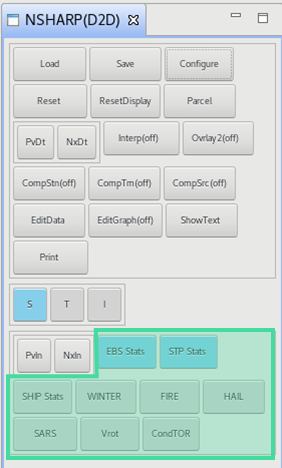 NSHARP(D2D)
Load Save Configure
Reset ResetDisplay Parcel
PvDt NxDt Interp(off) Ovrlay2(off)
CompStn(off) CompTm(off) CompSrc(off)
EditData EditGraph(off) ShowText
Print
S T I
PvIn NxIn EBS Stats STP Stats
SHIP Stats WINTER FIRE HAIL
SARS Vrot CondTOR